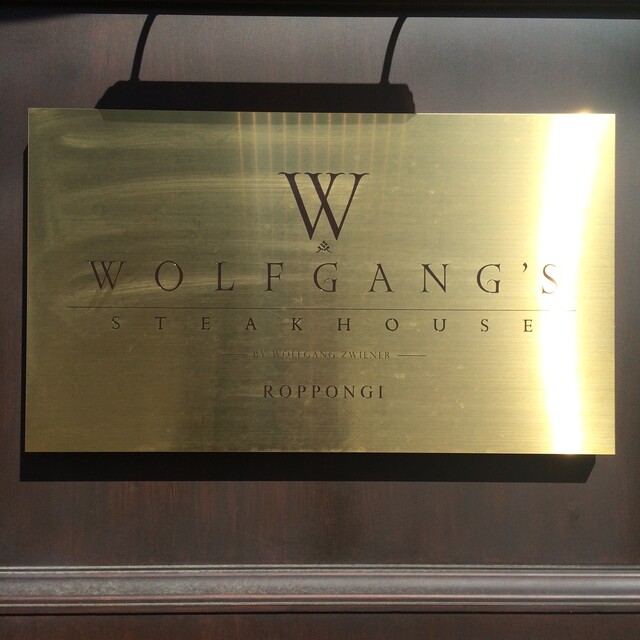 W
WOLFGANG'S
STEAKHOUSE
BY WOLFGANG ZWIENER
ROPPONGI